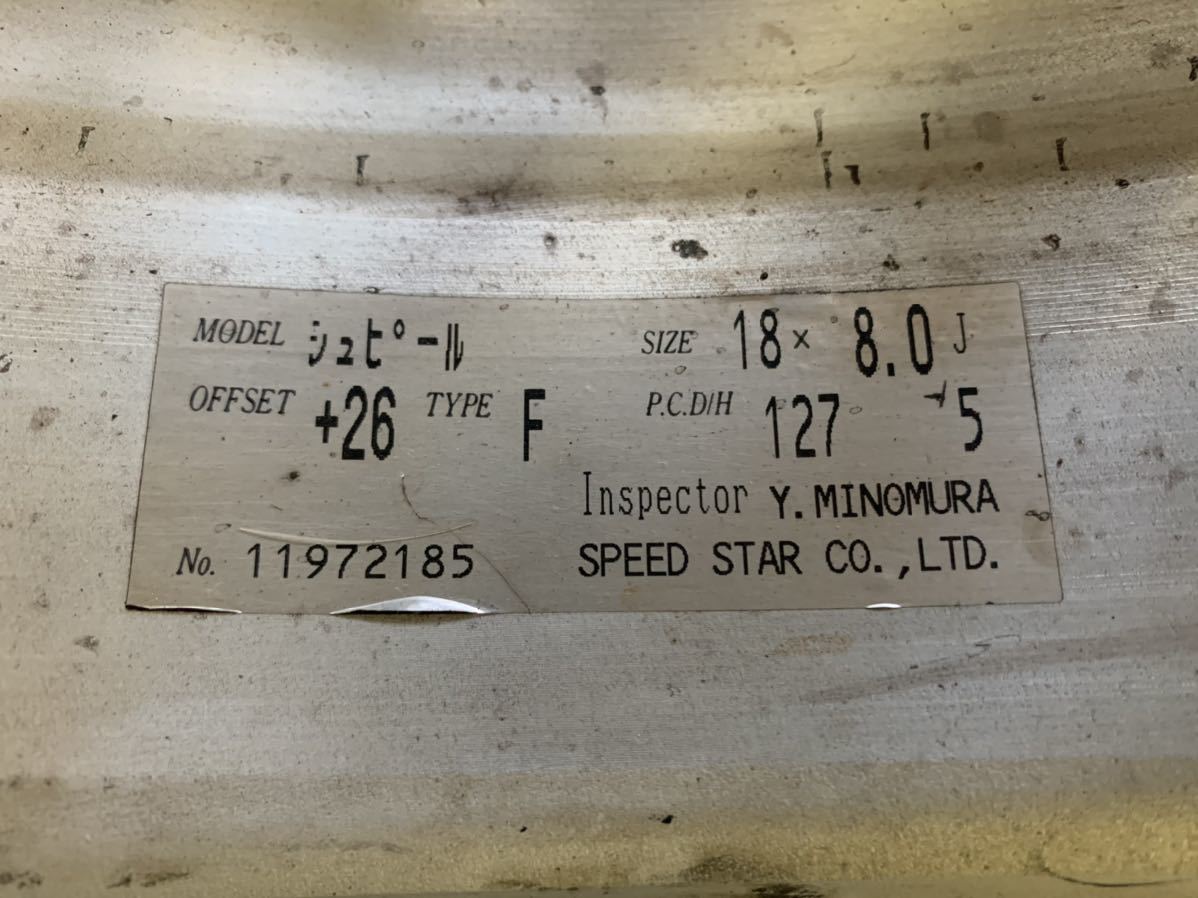 MODEL シュピール SIZE 18 × 8.0 J
OFFSET +26 TYPE F P.C.D/H 127 5
Inspector Y. MINOMURA
No. 11972185 SPEED STAR CO.,LTD.